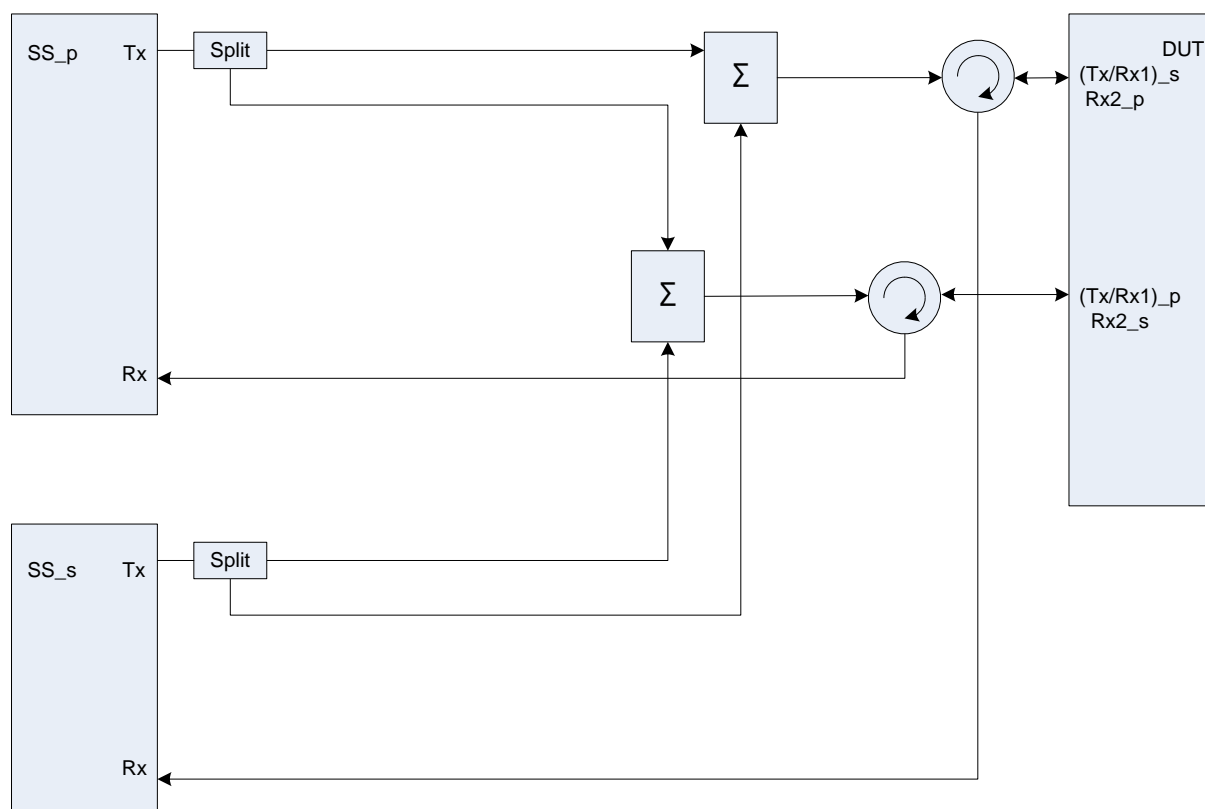 SS_p
Tx
Split
Σ
DUT
(Tx/Rx1)_s
Rx2_p
Σ
(Tx/Rx1)_p
Rx2_s
Rx
SS_s
Tx
Split
Rx